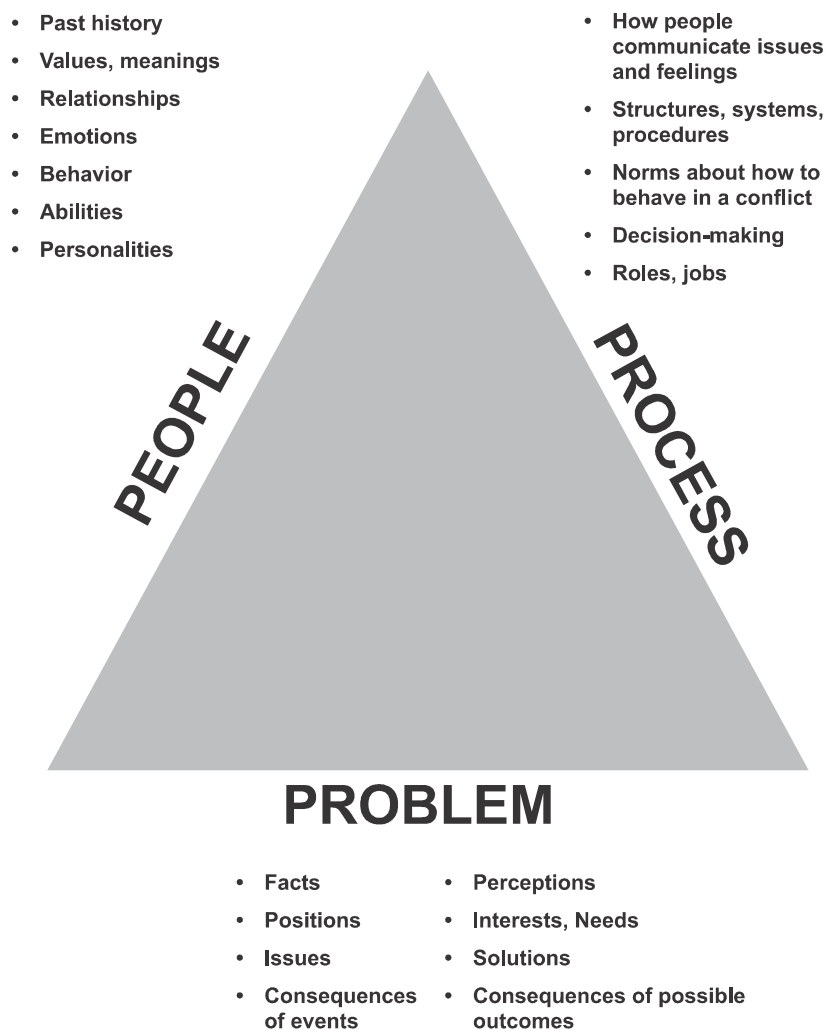 • Past history
• Values, meanings
• Relationships
• Emotions
• Behavior
• Abilities
• Personalities
• How people
communicate issues
and feelings
• Structures, systems,
procedures
• Norms about how to
behave in a conflict
• Decision-making
• Roles, jobs
PEOPLE
PROCESS
PROBLEM
• Facts
• Positions
• Issues
• Consequences
of events
• Perceptions
• Interests, Needs
• Solutions
• Consequences of possible
outcomes